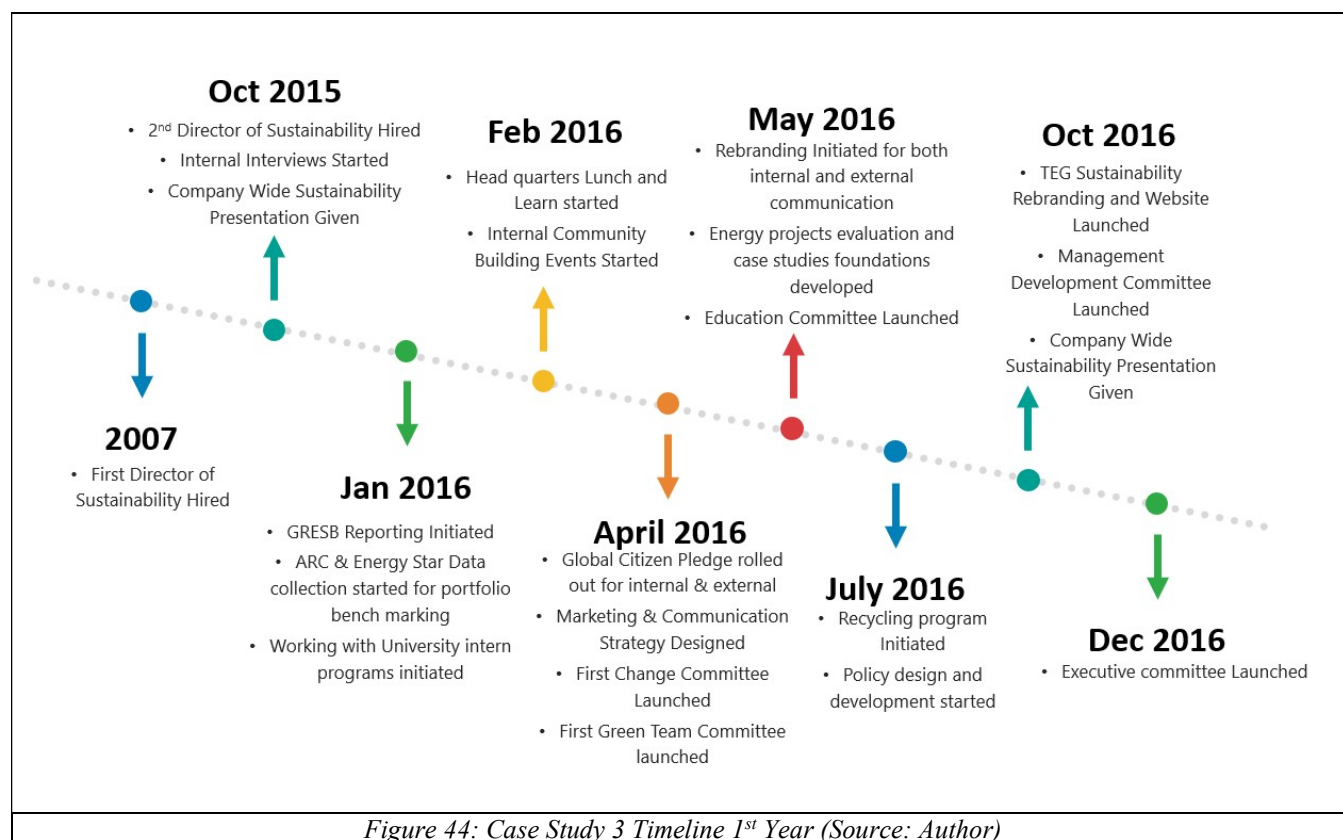 Oct 2015
• 2nd Director of Sustainability Hired
• Internal Interviews Started
• Company Wide Sustainability
Presentation Given
Feb 2016
• Head quarters Lunch and
Learn started
• Internal Community
Building Events Started
May 2016
• Rebranding Initiated for both
internal and external
communication
• Energy projects evaluation and
case studies foundations
developed
• Education Committee Launched
Oct 2016
• TEG Sustainability
Rebranding and Website
Launched
• Management
Development Committee
Launched
• Company Wide
Sustainability Presentation
Given
2007
• First Director of
Sustainability Hired
Jan 2016
• GRESB Reporting Initiated
• ARC & Energy Star Data
collection started for portfolio
bench marking
• Working with University intern
programs initiated
April 2016
• Global Citizen Pledge rolled
out for internal & external
• Marketing & Communication
Strategy Designed
• First Change Committee
Launched
• First Green Team Committee
launched
July 2016
• Recycling program
Initiated
• Policy design and
development started
Dec 2016
• Executive committee Launched
Figure 44: Case Study 3 Timeline 1st Year (Source: Author)